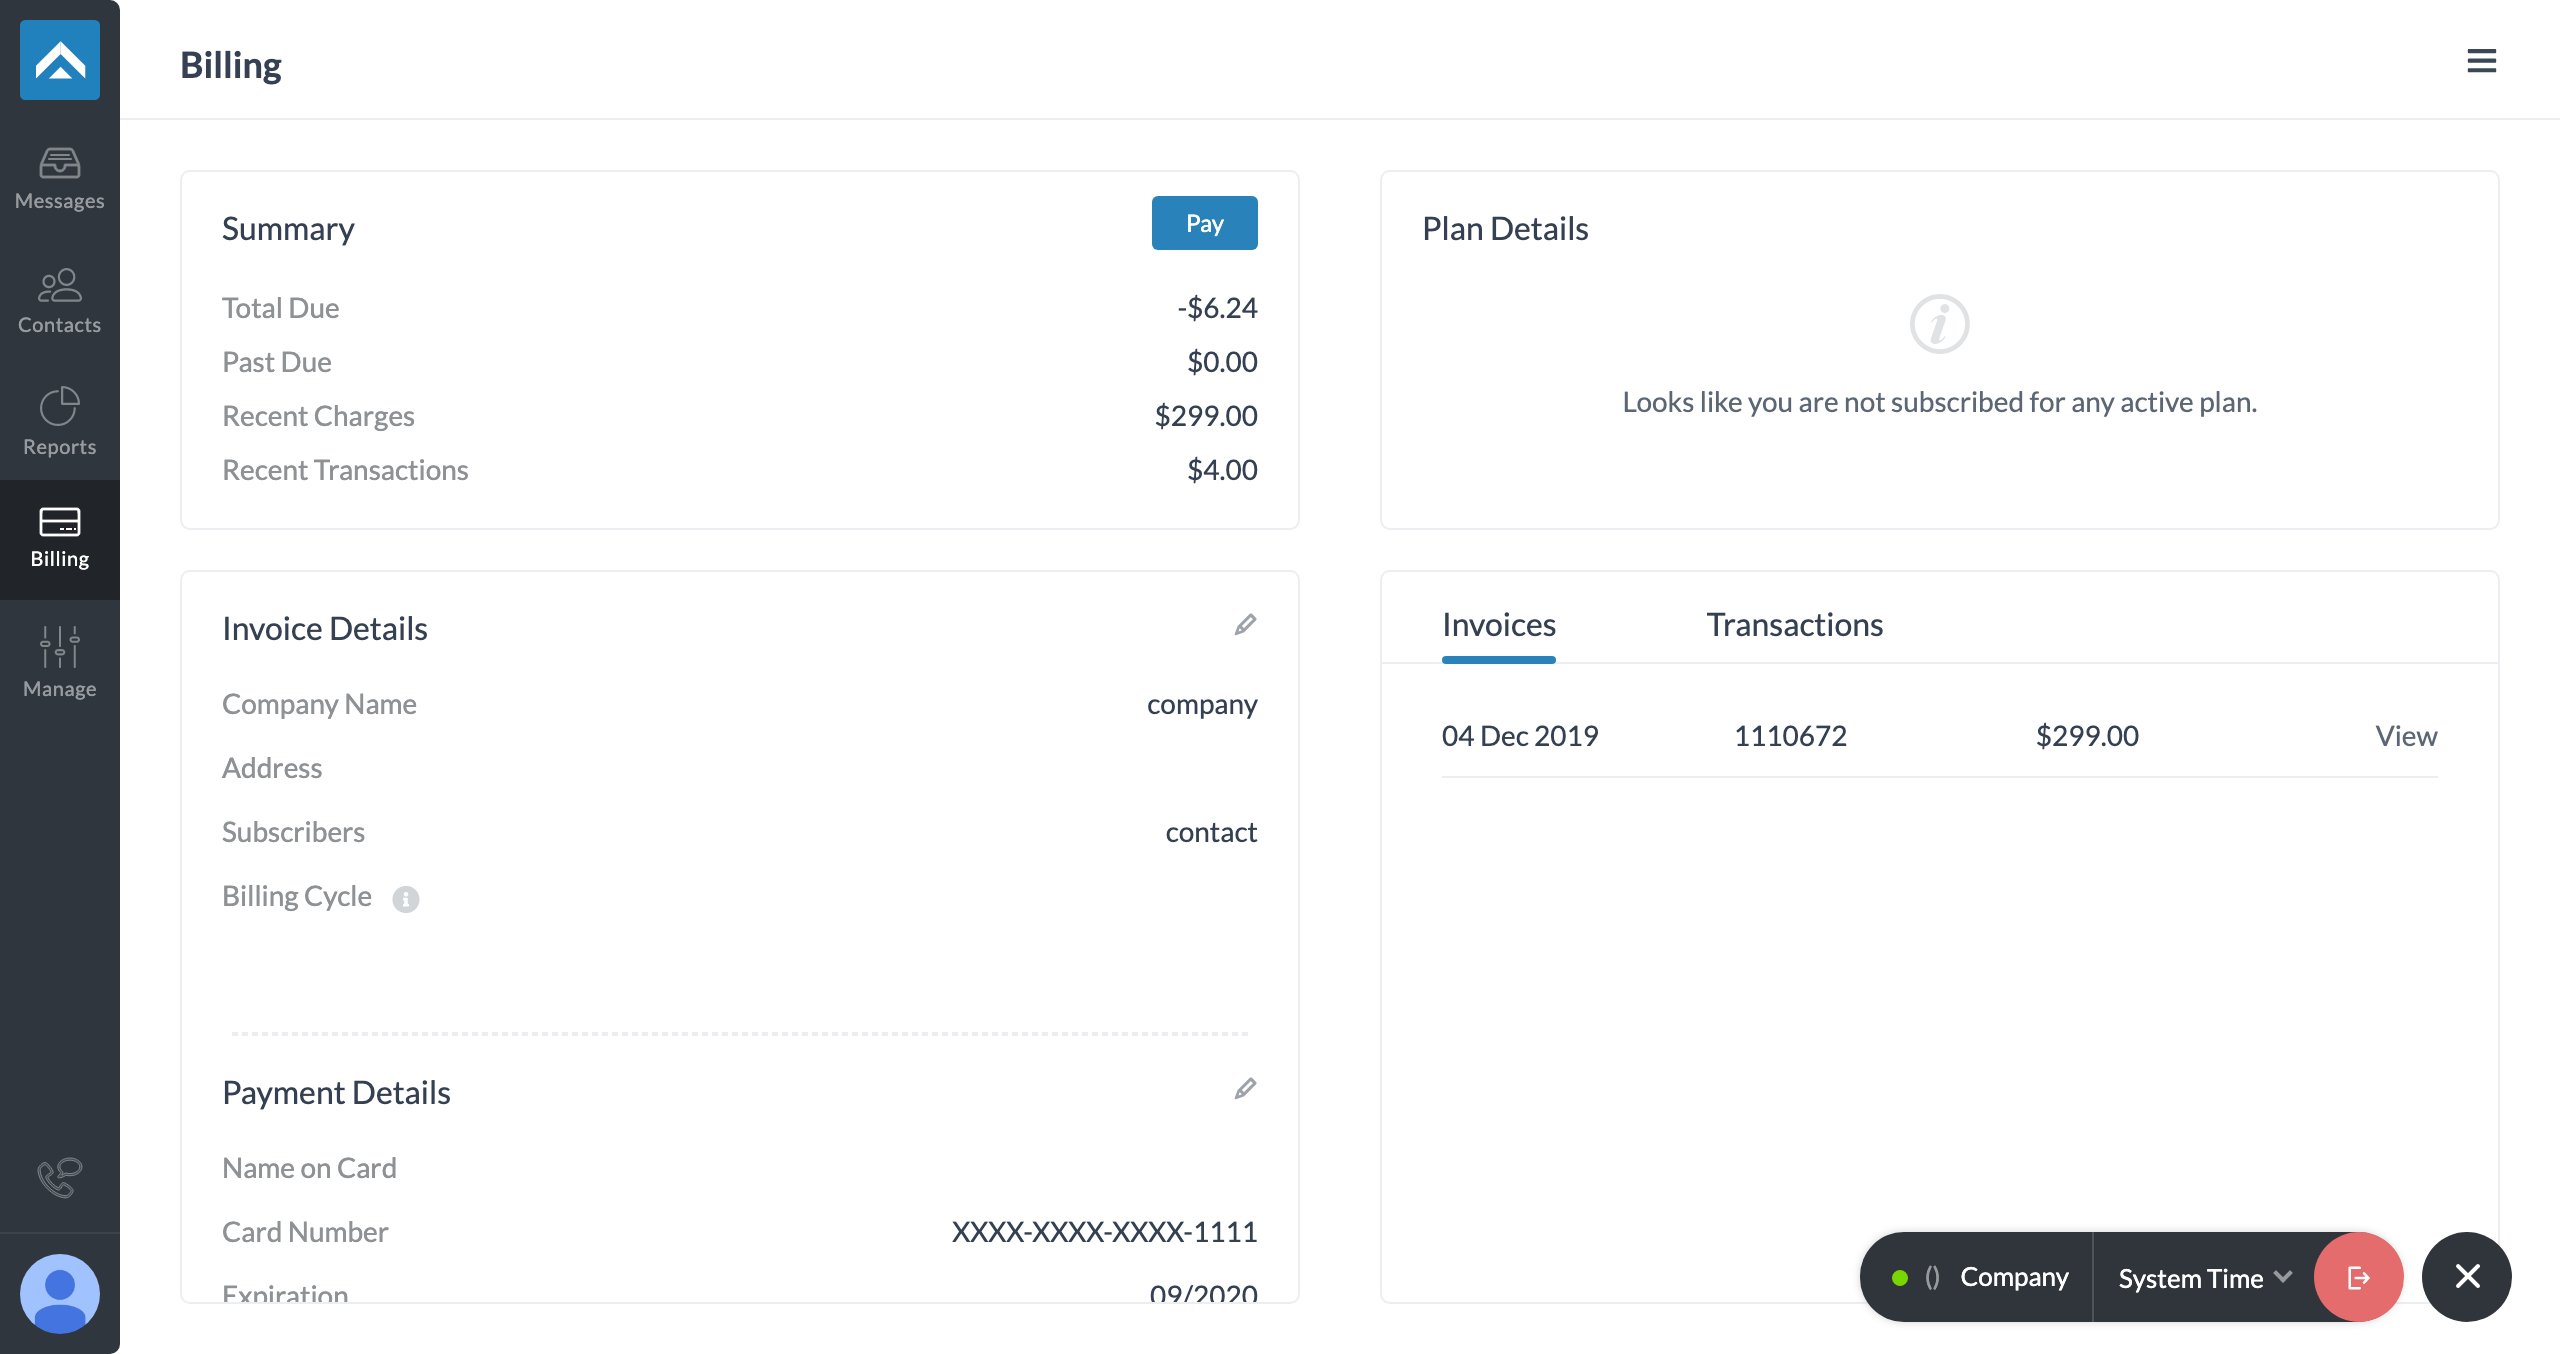 Billing
Messages
Contacts
Reports
Billing
Manage
Summary
Pay
Total Due -$6.24
Past Due $0.00
Recent Charges $299.00
Recent Transactions $4.00
Plan Details
Looks like you are not subscribed for any active plan.
Invoice Details
Company Name company
Address
Subscribers contact
Billing Cycle
Payment Details
Name on Card
Card Number XXXX-XXXX-XXXX-1111
Expiration 09/2020
Invoices Transactions
04 Dec 2019 1110672 $299.00 View
() Company System Time